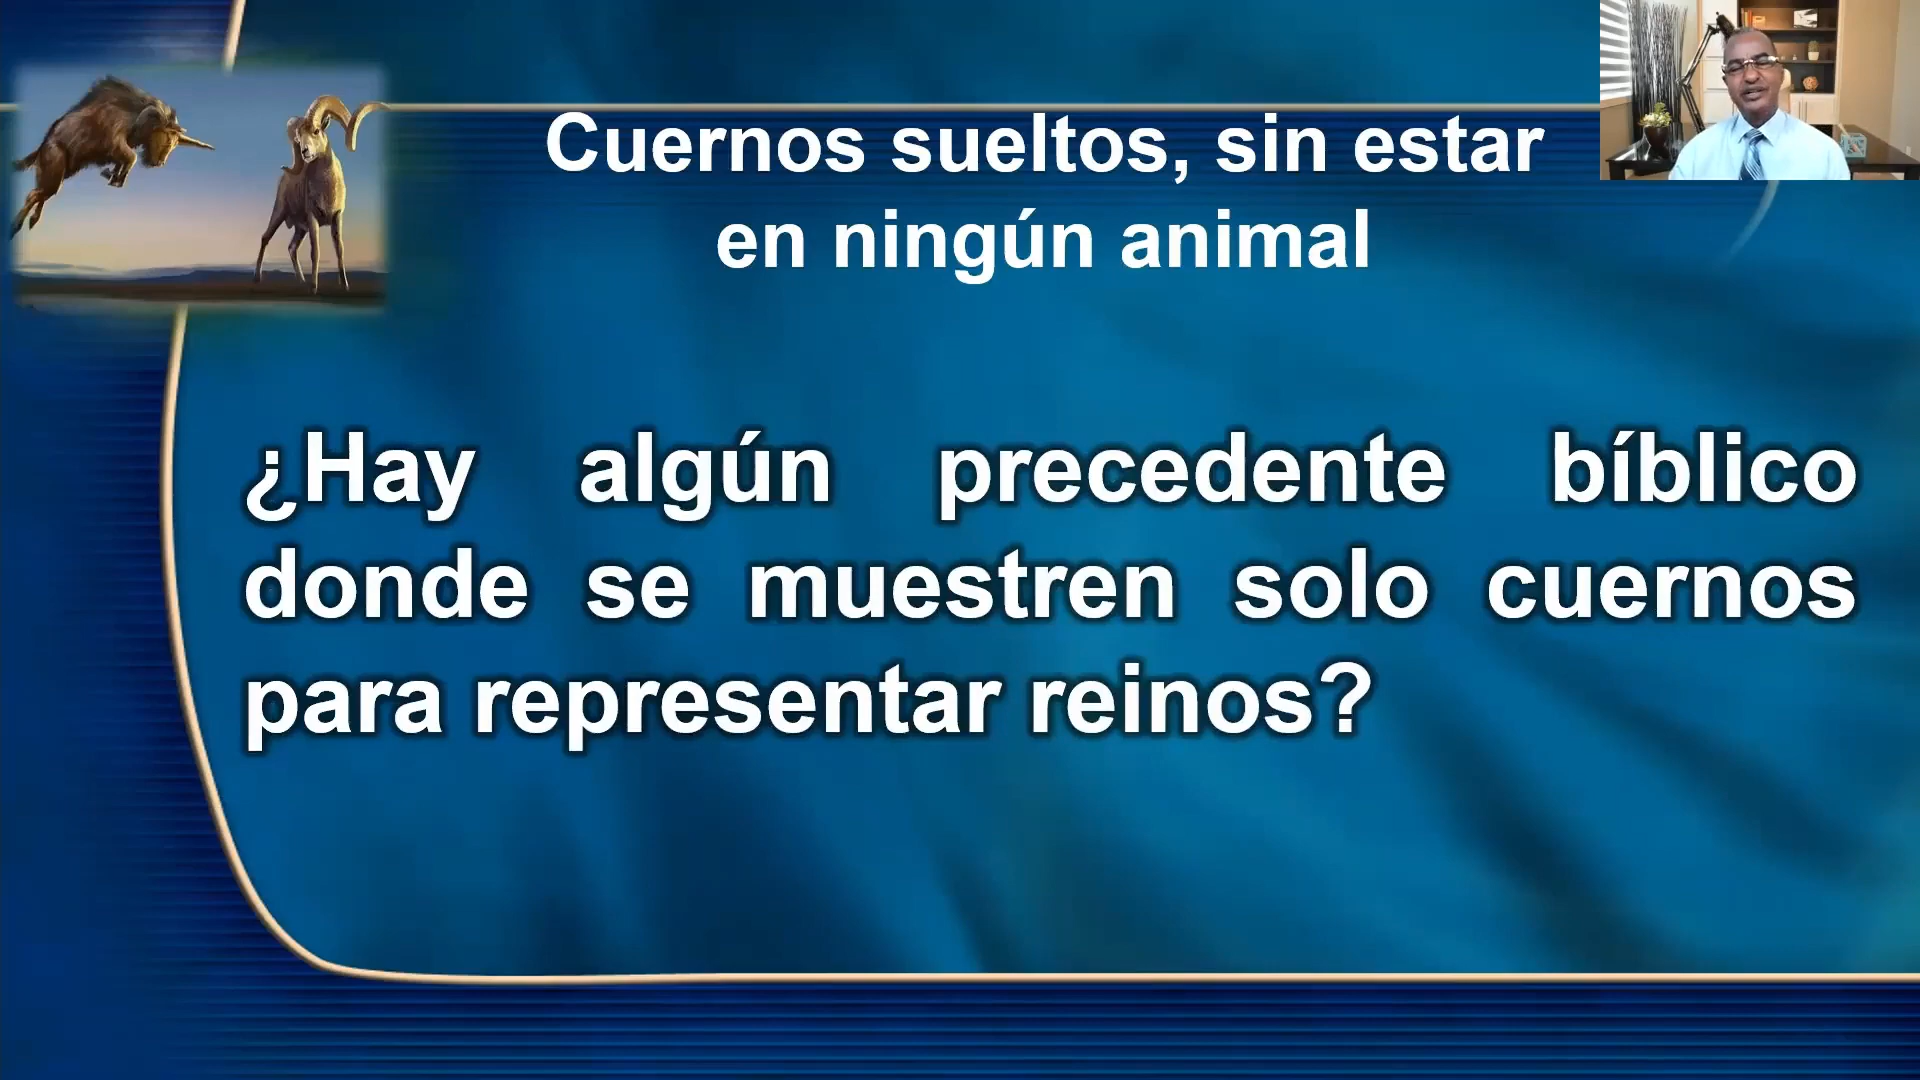 Cuernos sueltos, sin estar
en ningún animal
¿Hay algún precedente bíblico
donde se muestren solo cuernos
para representar reinos?